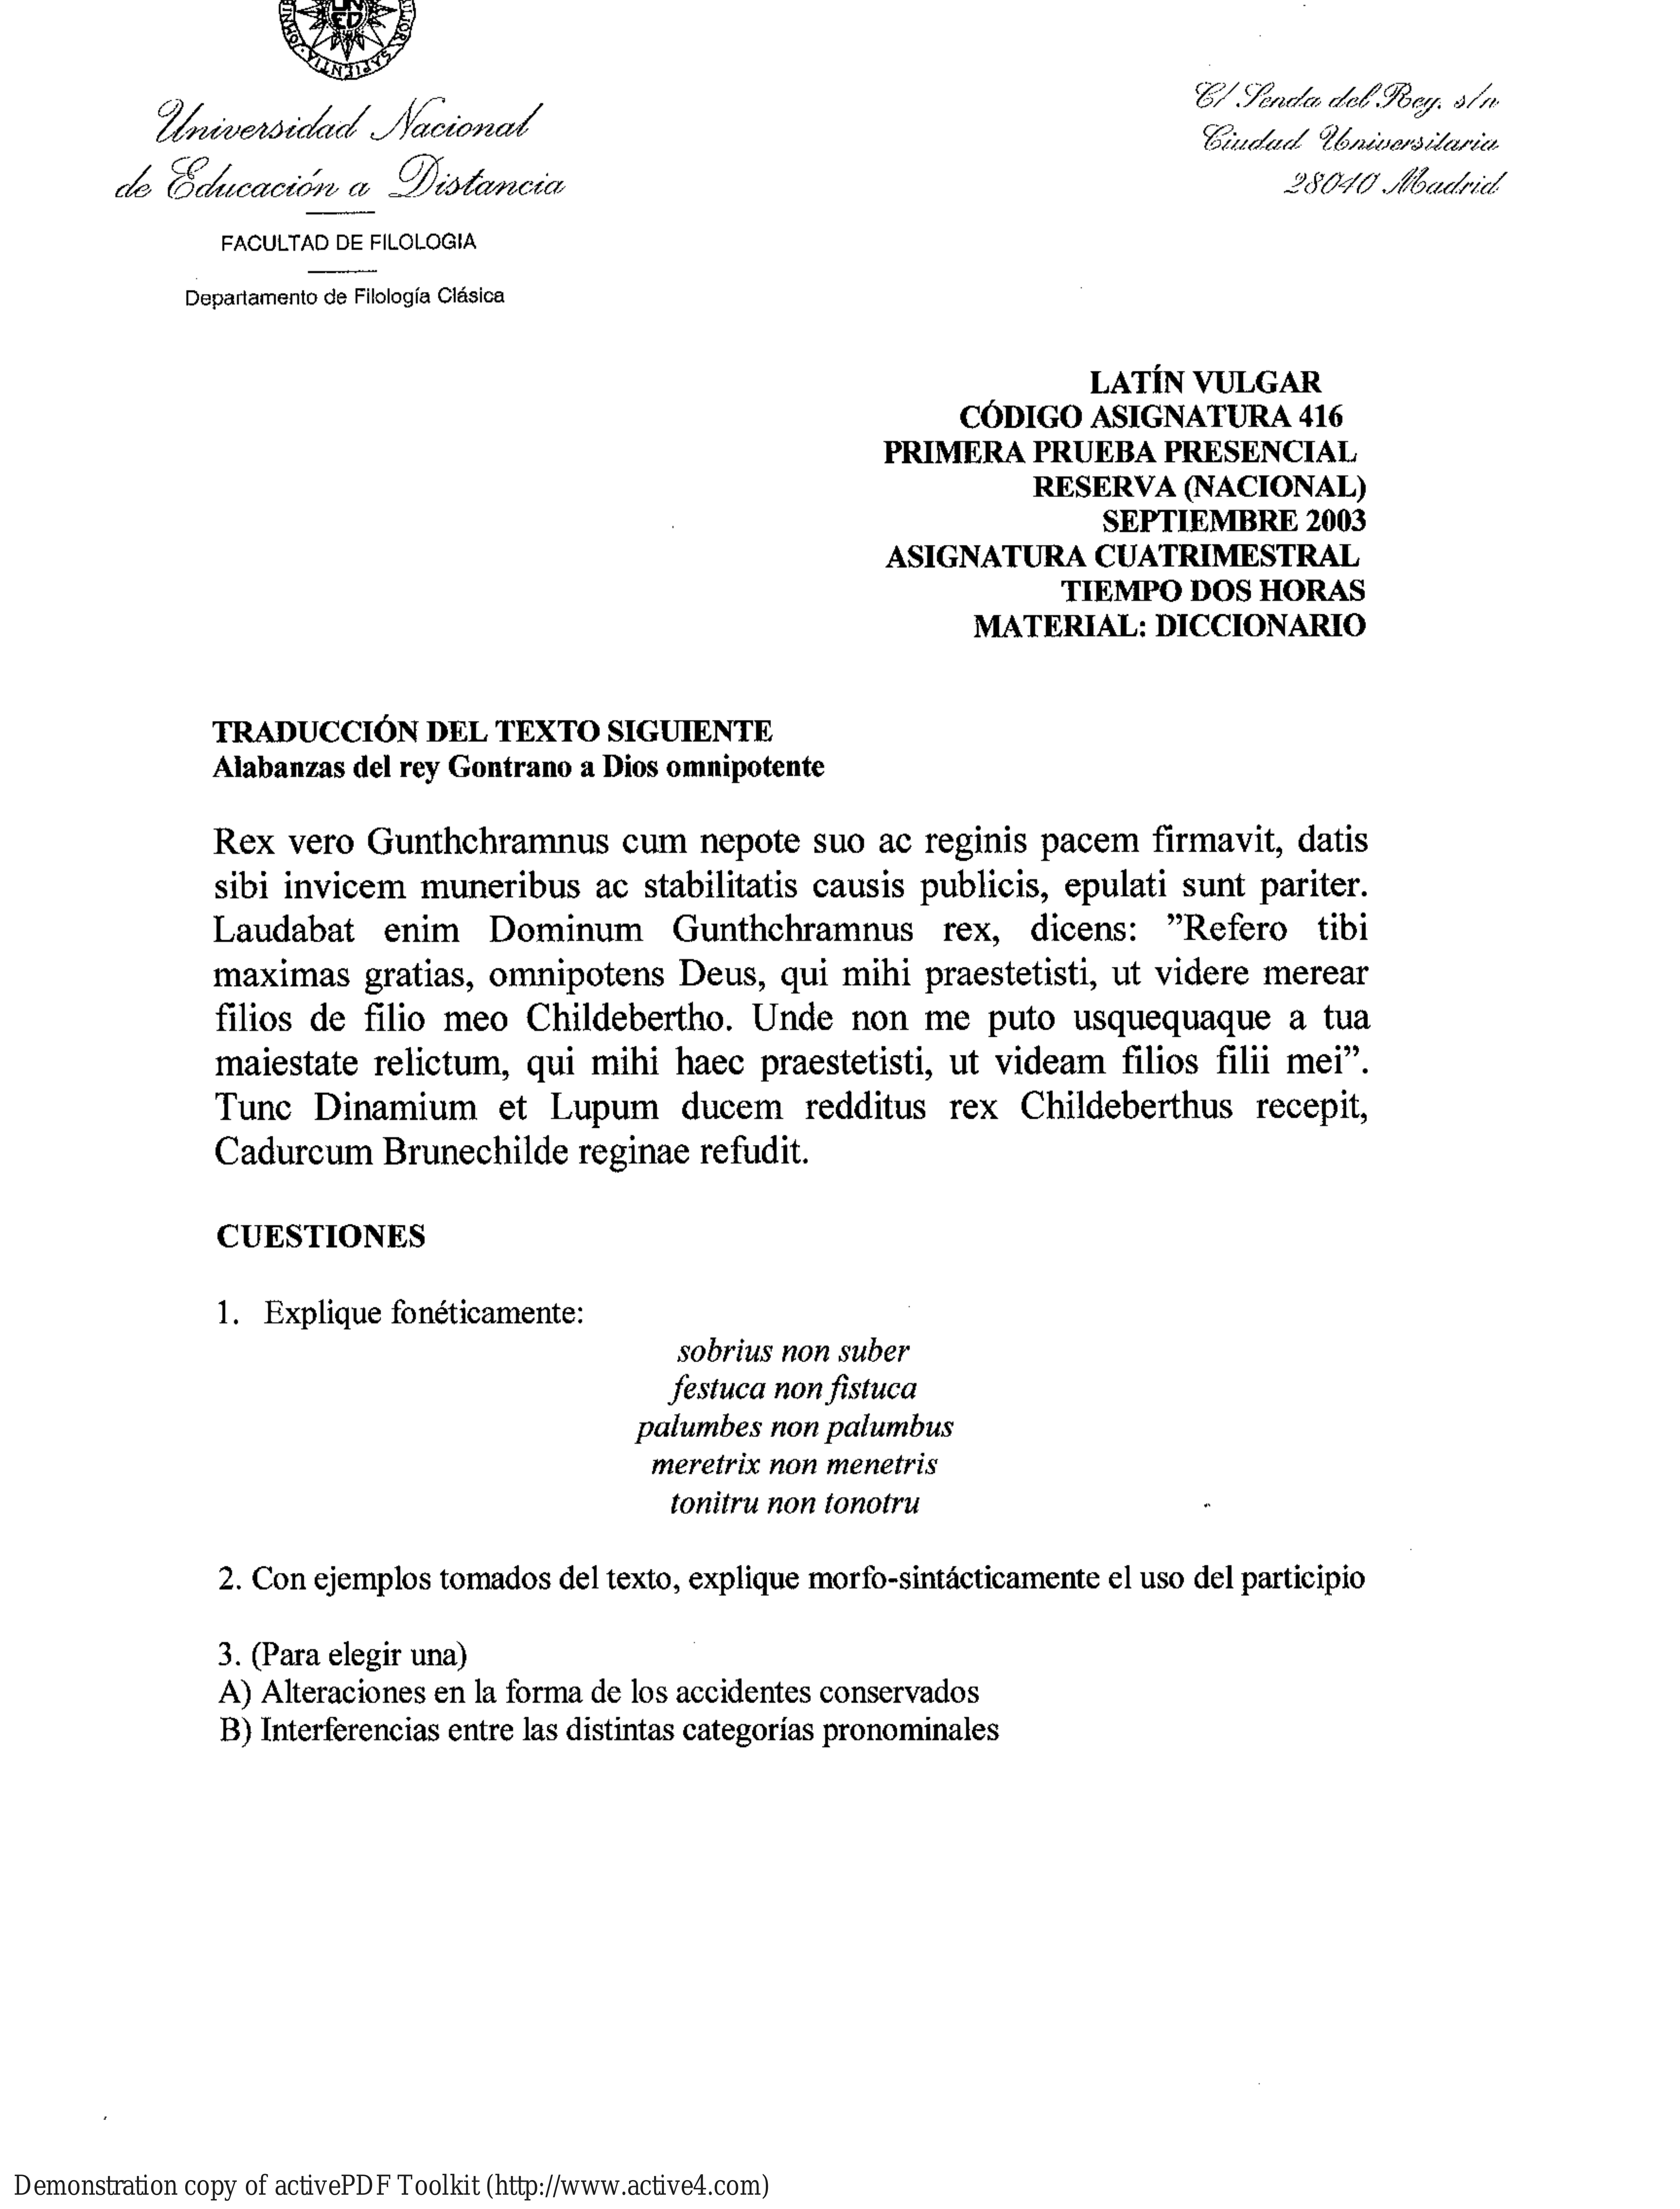 UN
ED
SAPIENTIA
Universidad Nacional
de Educación a Distancia
FACULTAD DE FILOLOGIA
Departamento de Filología Clásica
C/ Senda del Rey, s/n
Ciudad Universitaria
28040 Madrid
LATÍN VULGAR
CÓDIGO ASIGNATURA 416
PRIMERA PRUEBA PRESENCIAL
RESERVA (NACIONAL)
SEPTIEMBRE 2003
ASIGNATURA CUATRIMESTRAL
TIEMPO DOS HORAS
MATERIAL: DICCIONARIO
TRADUCCIÓN DEL TEXTO SIGUIENTE
Alabanzas del rey Gontrano a Dios omnipotente
Rex vero Gunthchramnus cum nepote suo ac reginis pacem firmavit, datis
sibi invicem muneribus ac stabilitatis causis publicis, epulati sunt pariter.
Laudabat enim Dominum Gunthchramnus rex, dicens: ”Refero tibi
maximas gratias, omnipotens Deus, qui mihi praestetisti, ut videre merear
filios de filio meo Childebertho. Unde non me puto usquequaque a tua
maiestate relictum, qui mihi haec praestetisti, ut videam filios filii mei”.
Tunc Dinamium et Lupum ducem redditus rex Childeberthus recepit,
Cadurcum Brunechilde reginae refudit.
CUESTIONES
1. Explique fonéticamente:
sobrius non suber
festuca non fistuca
palumbes non palumbus
meretrix non menetris
tonitru non tonotru
2. Con ejemplos tomados del texto, explique morfo-sintácticamente el uso del participio
3. (Para elegir una)
A) Alteraciones en la forma de los accidentes conservados
B) Interferencias entre las distintas categorías pronominales
Demonstration copy of activePDF Toolkit (http://www.active4.com)